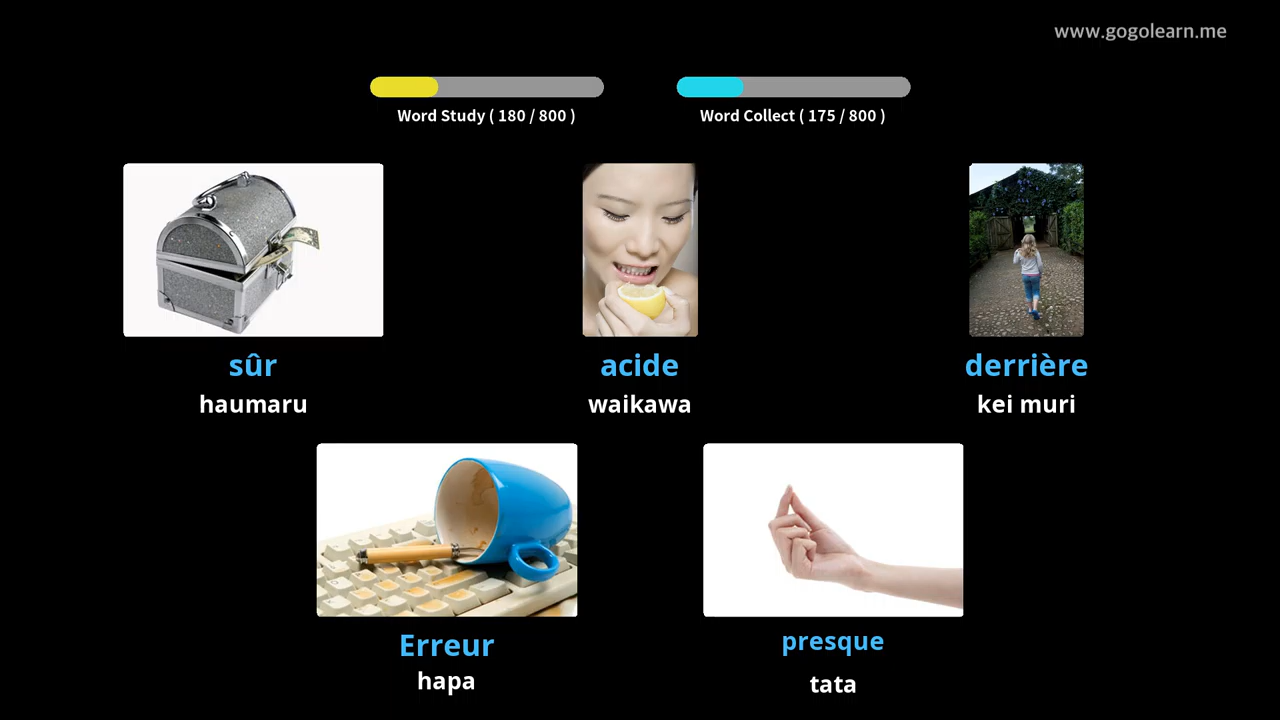 www.gogolearn.me
Word Study ( 180 / 800 )
Word Collect ( 175 / 800 )
sûr
haumaru
acide
waikawa
derrière
kei muri
Erreur
hapa
presque
tata